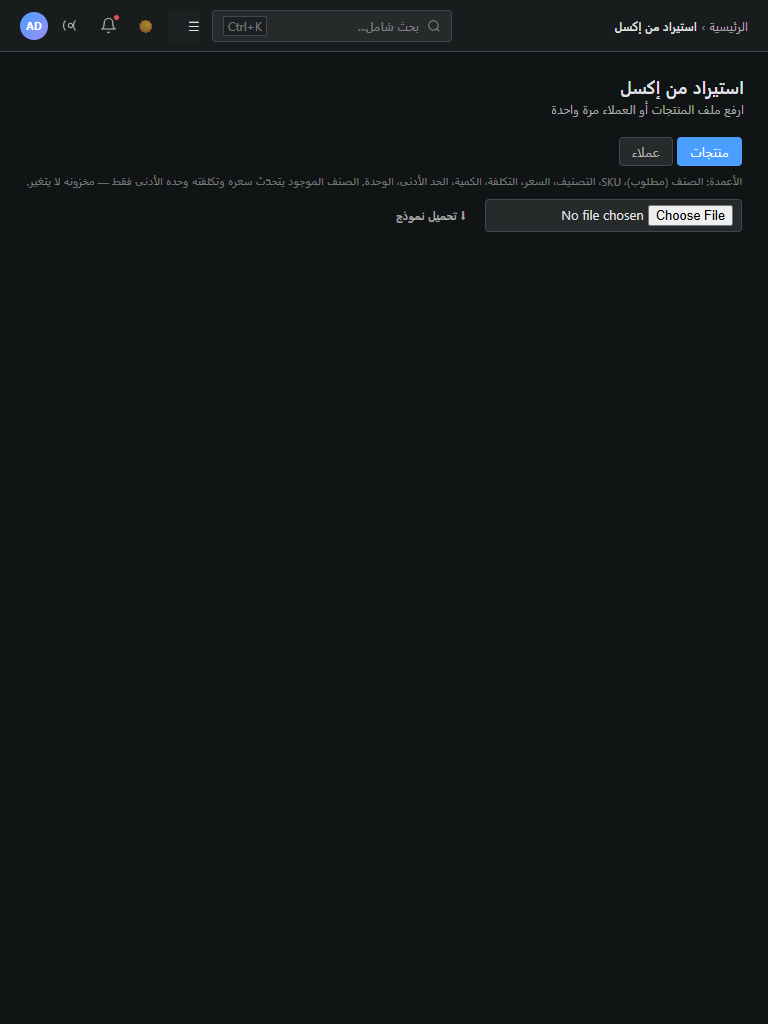 الرئيسية › استيراد من إكسل
بحث شامل... Ctrl+K
AD
استيراد من إكسل
ارفع ملف المنتجات أو العملاء مرة واحدة
منتجات عملاء
الأعمدة: الصنف (مطلوب)، SKU، التصنيف، السعر، التكلفة، الكمية، الحد الأدنى، الوحدة. الصنف الموجود يتحدّث سعره وتكلفته وحده الأدنى فقط — مخزونه لا يتغير.
Choose File No file chosen
⬇ تحميل نموذج